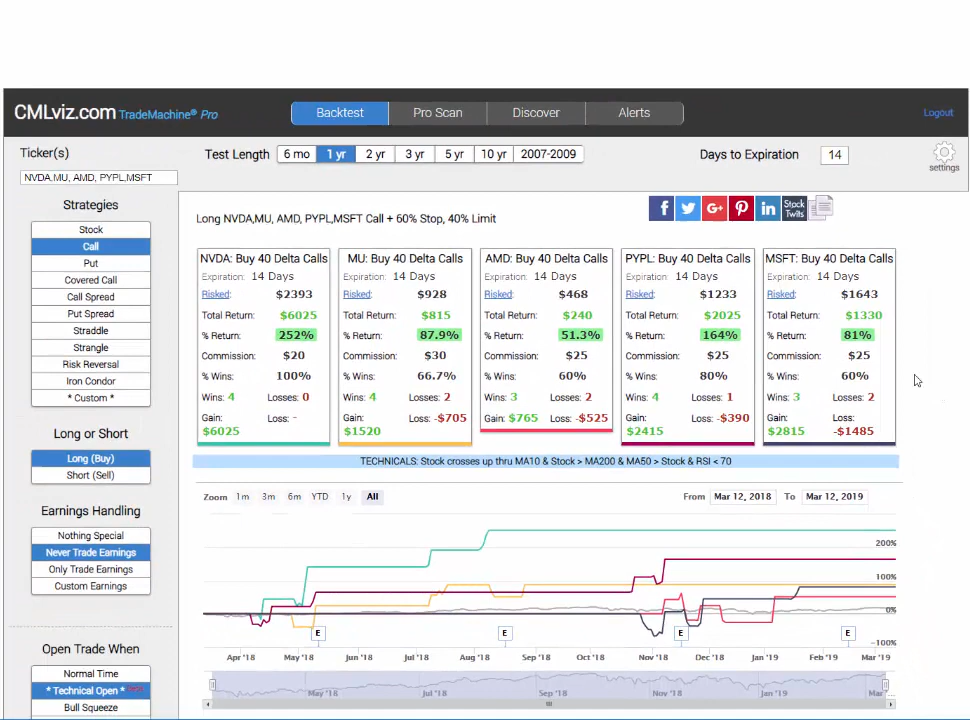 CMLviz.com TradeMachine® Pro
Backtest Pro Scan Discover Alerts
Logout
Ticker(s)
NVDA,MU, AMD, PYPL,MSFT
Test Length 6 mo 1 yr 2 yr 3 yr 5 yr 10 yr 2007-2009
Days to Expiration 14
settings
Strategies
Stock
Call
Put
Covered Call
Call Spread
Put Spread
Straddle
Strangle
Risk Reversal
Iron Condor
* Custom *
Long or Short
Long (Buy)
Short (Sell)
Earnings Handling
Nothing Special
Never Trade Earnings
Only Trade Earnings
Custom Earnings
Open Trade When
Normal Time
* Technical Open *
Bull Squeeze
Long NVDA,MU, AMD, PYPL,MSFT Call + 60% Stop, 40% Limit
f G+ in Stock Twits
NVDA: Buy 40 Delta Calls
Expiration: 14 Days
Risked: $2393
Total Return: $6025
% Return: 252%
Commission: $20
% Wins: 100%
Wins: 4 Losses: 0
Gain: Loss: -
$6025
MU: Buy 40 Delta Calls
Expiration: 14 Days
Risked: $928
Total Return: $815
% Return: 87.9%
Commission: $30
% Wins: 66.7%
Wins: 4 Losses: 2
Gain: Loss: -$705
$1520
AMD: Buy 40 Delta Calls
Expiration: 14 Days
Risked: $468
Total Return: $240
% Return: 51.3%
Commission: $25
% Wins: 60%
Wins: 3 Losses: 2
Gain: $765 Loss: -$525
PYPL: Buy 40 Delta Calls
Expiration: 14 Days
Risked: $1233
Total Return: $2025
% Return: 164%
Commission: $25
% Wins: 80%
Wins: 4 Losses: 1
Gain: Loss: -$390
$2415
MSFT: Buy 40 Delta Calls
Expiration: 14 Days
Risked: $1643
Total Return: $1330
% Return: 81%
Commission: $25
% Wins: 60%
Wins: 3 Losses: 2
Gain: Loss:
$2815 -$1485
TECHNICALS: Stock crosses up thru MA10 & Stock > MA200 & MA50 > Stock & RSI < 70
Zoom 1m 3m 6m YTD 1y All
From Mar 12, 2018 To Mar 12, 2019
200%
100%
0%
-100%
E E E E
Apr '18 May '18 Jun '18 Jul '18 Aug '18 Sep '18 Oct '18 Nov '18 Dec '18 Jan '19 Feb '19 Mar '19
May '18 Jul '18 Sep '18 Nov '18 Jan '19 Mar